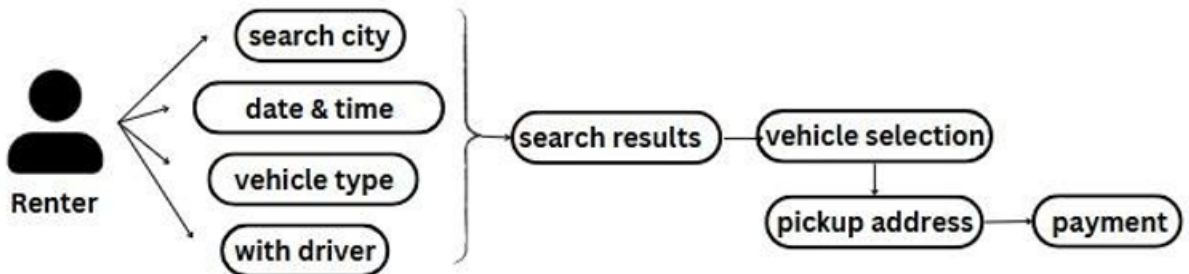 search city
date & time
vehicle type
with driver
Renter
search results
vehicle selection
pickup address
payment